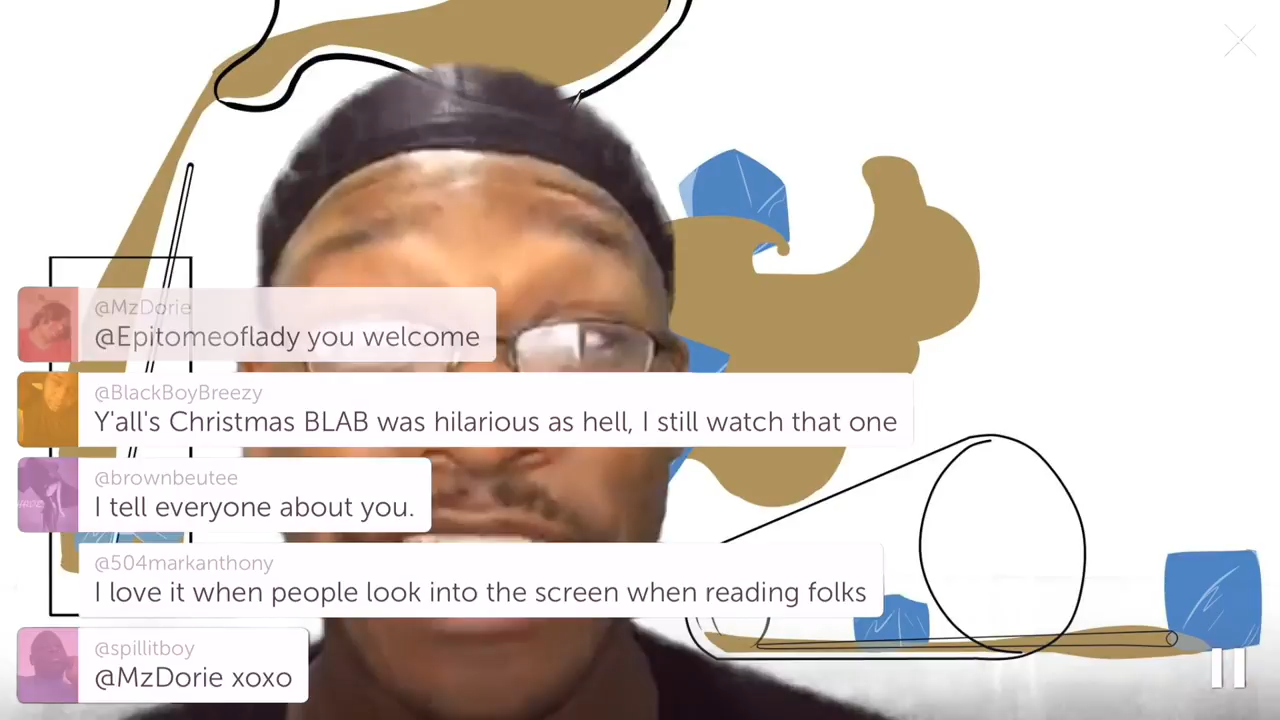 @MzDorie
@Epitomeoflady you welcome
@BlackBoyBreezy
Y'all's Christmas BLAB was hilarious as hell, I still watch that one
@brownbeutee
I tell everyone about you.
@504markanthony
I love it when people look into the screen when reading folks
@spillitboy
@MzDorie xoxo